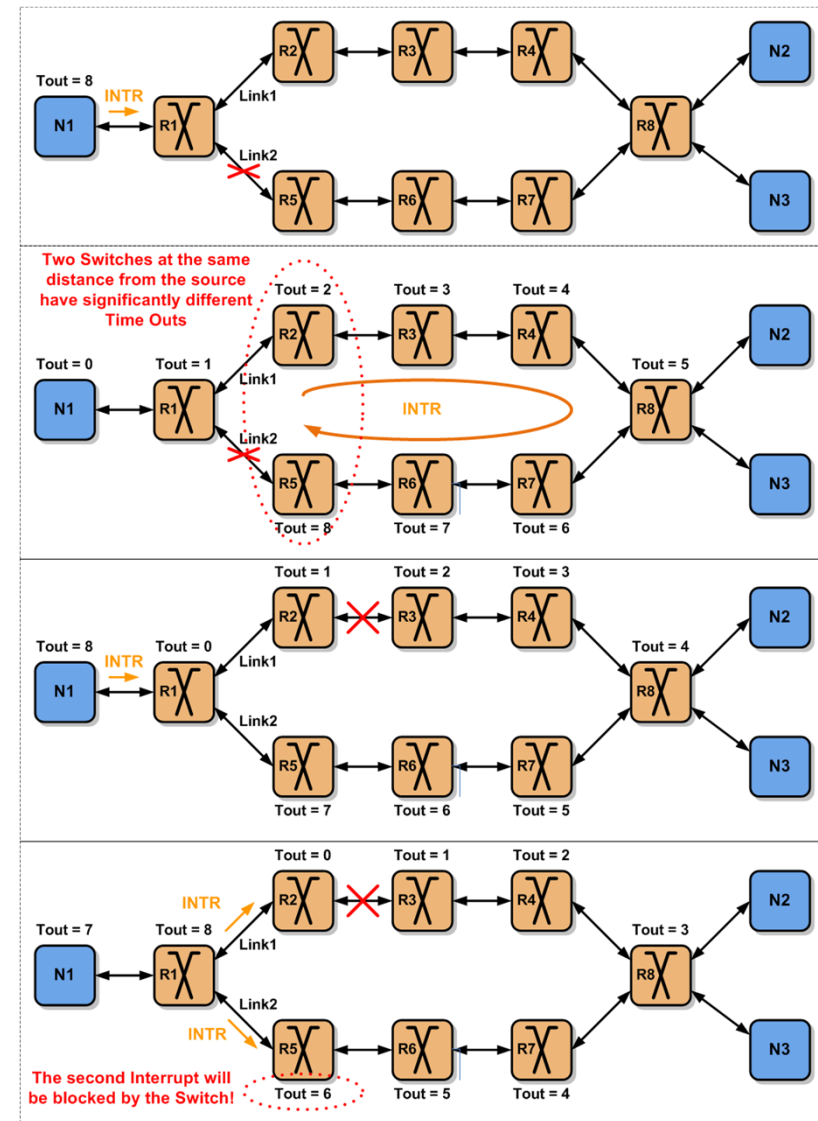 R2
R3
R4
N2
Tout = 8
INTR
N1
R1
Link1
R8
Link2
R5
R6
R7
N3
Two Switches at the same
distance from the source
have significantly different
Time Outs
Tout = 2
Tout = 3
Tout = 4
R2
R3
R4
N2
Tout = 0
Tout = 1
Tout = 5
Link1
N1
R1
INTR
R8
Link2
R5
R6
R7
N3
Tout = 8
Tout = 7
Tout = 6
Tout = 1
Tout = 2
Tout = 3
R2
R3
R4
N2
Tout = 8
INTR
Tout = 0
Tout = 4
Link1
N1
R1
R8
Link2
R5
R6
R7
N3
Tout = 7
Tout = 6
Tout = 5
Tout = 0
Tout = 1
Tout = 2
INTR
R2
R3
R4
N2
Tout = 7
Tout = 8
Tout = 3
Link1
N1
R1
R8
Link2
INTR
R5
R6
R7
N3
The second Interrupt will
be blocked by the Switch!
Tout = 6
Tout = 5
Tout = 4